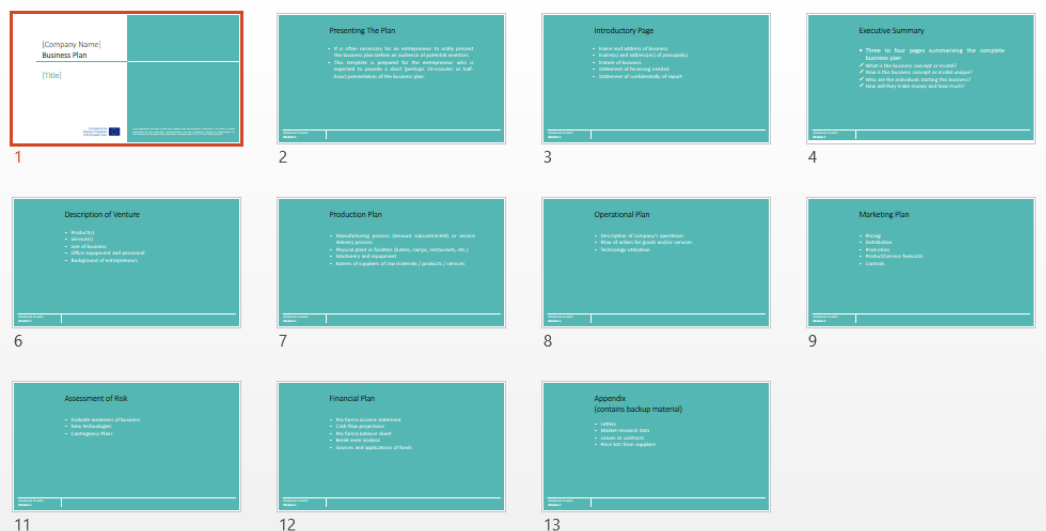 [Company Name]
Business Plan
[Title]
1
Presenting The Plan
• It is often necessary for an entrepreneur to orally present
the business plan before an audience of potential investors.
• This template is prepared for the entrepreneur who is
expected to provide a short (perhaps 20-minutes or half-
hour) presentation of the business plan.
2
Introductory Page
• Name and address of business
• Name(s) and address(es) of principal(s)
• Nature of business
• Statement of financing needed
• Statement of confidentially of report
3
Executive Summary
• Three to four pages summarising the complete
business plan
✓ What is the business concept or model?
✓ How is the business concept or model unique?
✓ Who are the individuals starting the business?
✓ How will they make money and how much?
4
Description of Venture
• Product(s)
• Service(s)
• Size of business
• Office equipment and personnel
• Background of entrepreneurs
6
Production Plan
• Manufacturing process (amount subcontracted) or service
delivery process
• Physical plant or facilities (hotels, camps, restaurants, etc.)
• Machinery and equipment
• Names of suppliers of raw materials / products / services
7
Operational Plan
• Description of company's operations
• Flow of orders for goods and/or services
• Technology utilization
8
Marketing Plan
• Pricing
• Distribution
• Promotion
• Product/service forecasts
• Controls
9
Assessment of Risk
• Evaluate weakness of business
• New technologies
• Contingency Plans
11
Financial Plan
• Pro forma income statement
• Cash flow projections
• Pro forma balance sheet
• Break-even analysis
• Sources and applications of funds
12
Appendix
(contains backup material)
• Letters
• Market research data
• Leases or contracts
• Price lists from suppliers
13